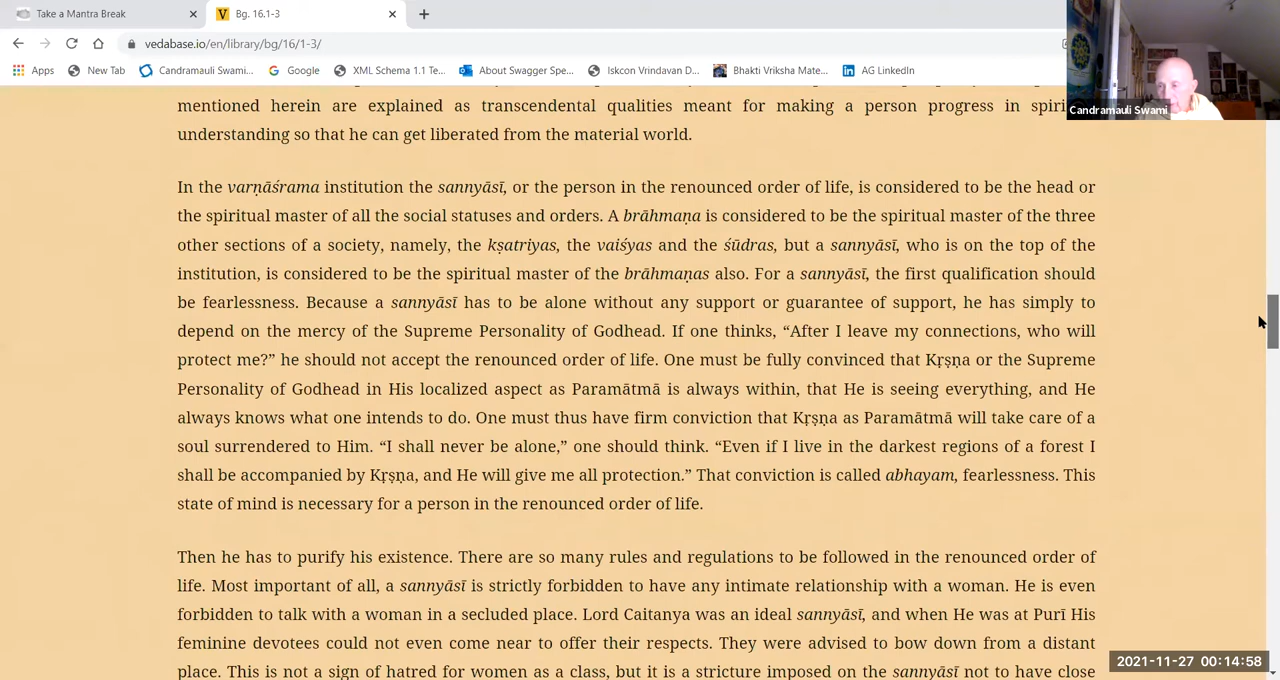 Take a Mantra Break
Bg. 16.1-3
vedabase.io/en/library/bg/16/1-3/
Apps
New Tab
Candramauli Swami...
Google
XML Schema 1.1 Te...
About Swagger Spe...
Iskcon Vrindavan D...
Bhakti Vriksha Mate...
AG LinkedIn
Candramauli Swami
mentioned herein are explained as transcendental qualities meant for making a person progress in
understanding so that he can get liberated from the material world.
In the varṇāśrama institution the sannyāsī, or the person in the renounced order of life, is considered to be the head or
the spiritual master of all the social statuses and orders. A brāhmaṇa is considered to be the spiritual master of the three
other sections of a society, namely, the kṣatriyas, the vaiśyas and the śūdras, but a sannyāsī, who is on the top of the
institution, is considered to be the spiritual master of the brāhmaṇas also. For a sannyāsī, the first qualification should
be fearlessness. Because a sannyāsī has to be alone without any support or guarantee of support, he has simply to
depend on the mercy of the Supreme Personality of Godhead. If one thinks, “After I leave my connections, who will
protect me?” he should not accept the renounced order of life. One must be fully convinced that Kṛṣṇa or the Supreme
Personality of Godhead in His localized aspect as Paramātmā is always within, that He is seeing everything, and He
always knows what one intends to do. One must thus have firm conviction that Kṛṣṇa as Paramātmā will take care of a
soul surrendered to Him. “I shall never be alone,” one should think. “Even if I live in the darkest regions of a forest I
shall be accompanied by Kṛṣṇa, and He will give me all protection.” That conviction is called abhayam, fearlessness. This
state of mind is necessary for a person in the renounced order of life.
Then he has to purify his existence. There are so many rules and regulations to be followed in the renounced order of
life. Most important of all, a sannyāsī is strictly forbidden to have any intimate relationship with a woman. He is even
forbidden to talk with a woman in a secluded place. Lord Caitanya was an ideal sannyāsī, and when He was at Purī His
feminine devotees could not even come near to offer their respects. They were advised to bow down from a distant
place. This is not a sign of hatred for women as a class, but it is a stricture imposed on the sannyāsī not to have close
2021-11-27 00:14:58